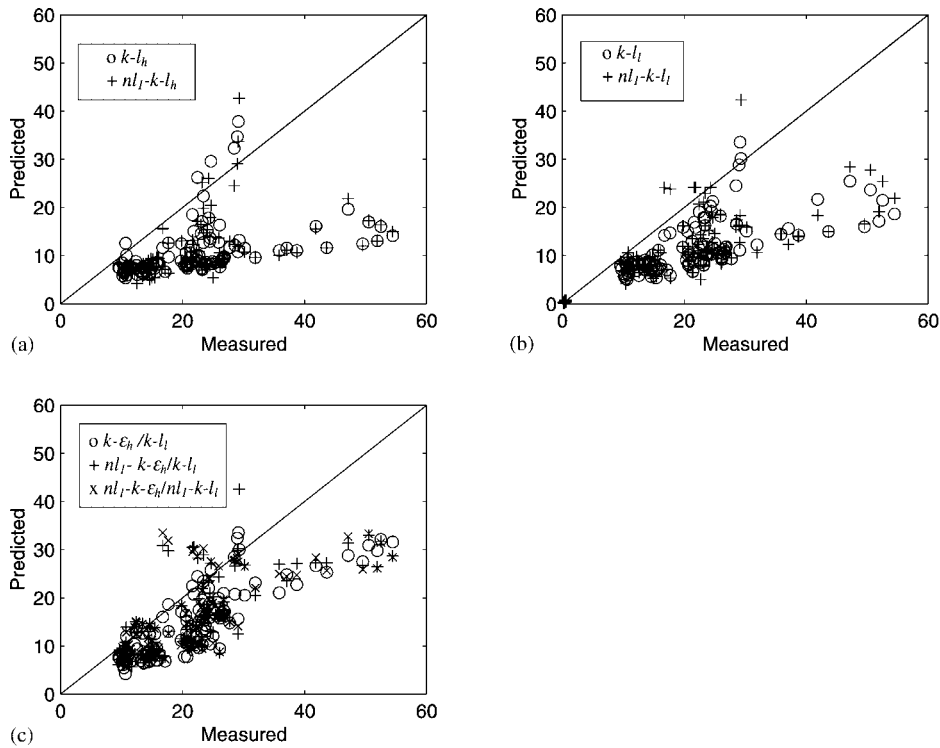 60
50
40
30
20
10
0
Predicted
o k-l_h
+ nl_1-k-l_h
0 20 40 60
Measured
(a)
60
50
40
30
20
10
0
Predicted
o k-l_l
+ nl_1-k-l_l
0 20 40 60
Measured
(b)
60
50
40
30
20
10
0
Predicted
o k-ε_h /k-l_l
+ nl_1- k-ε_h/k-l_l
x nl_1-k-ε_h/nl_1-k-l_l
0 20 40 60
Measured
(c)